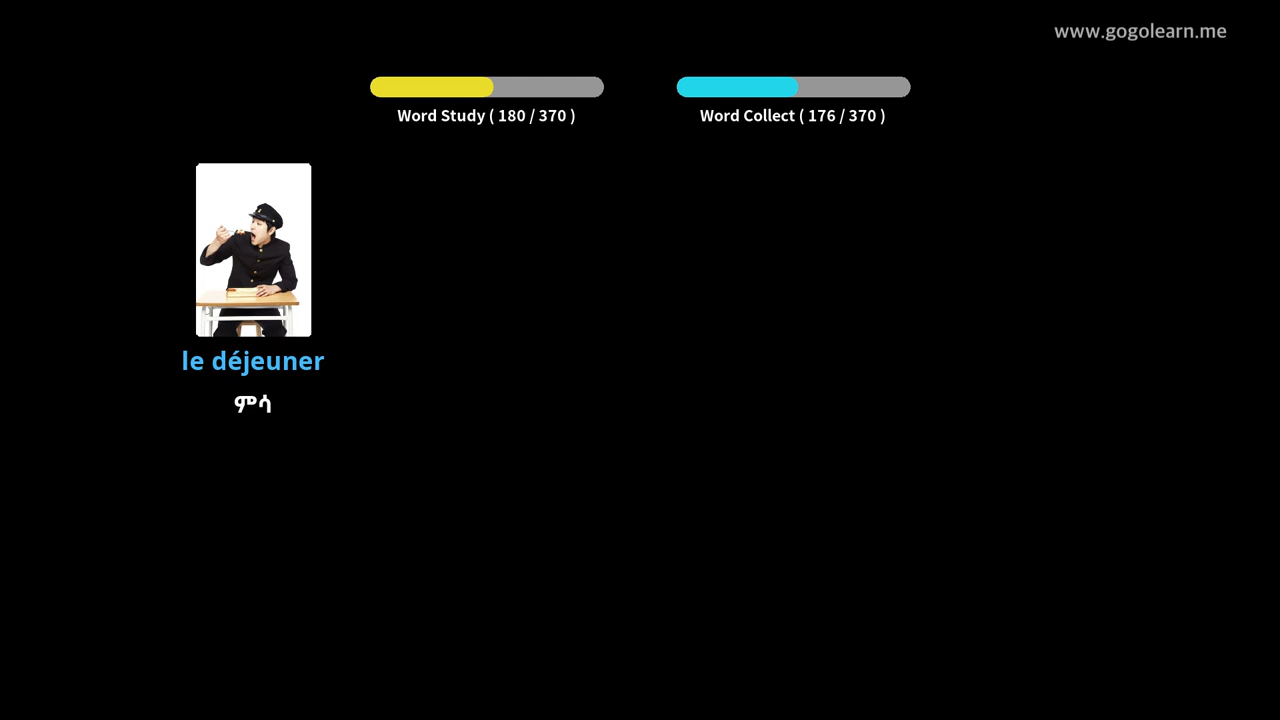 www.gogolearn.me
Word Study ( 180 / 370 )
Word Collect ( 176 / 370 )
le déjeuner
ምሳ